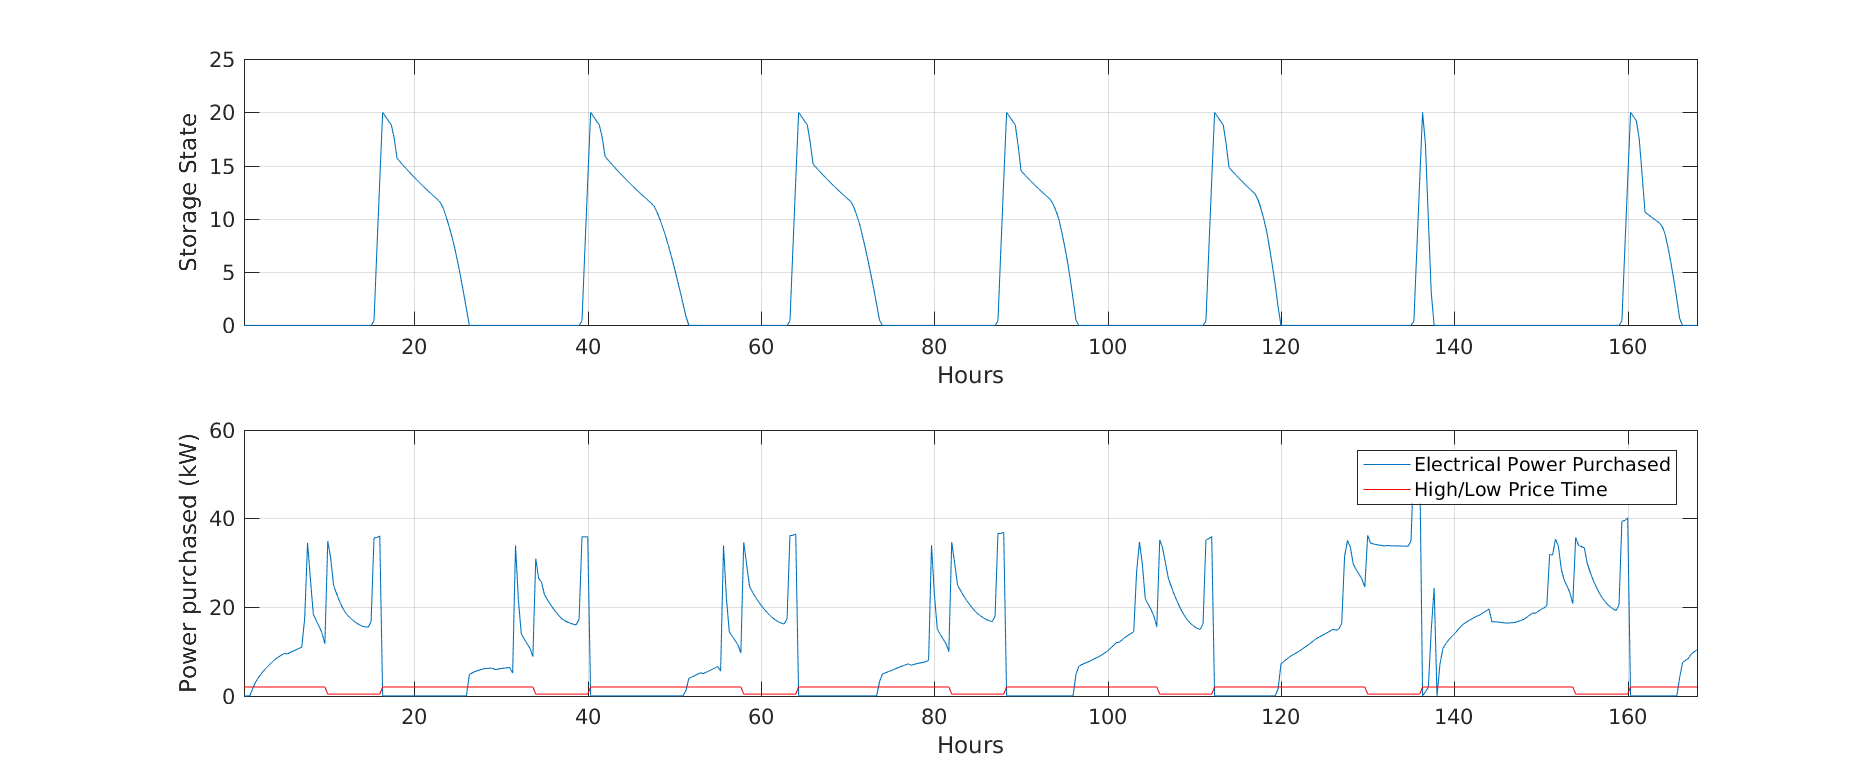 25
20
15
10
5
0
Storage State
20 40 60 80 100 120 140 160
Hours
60
40
20
0
Power purchased (kW)
Electrical Power Purchased
High/Low Price Time
20 40 60 80 100 120 140 160
Hours